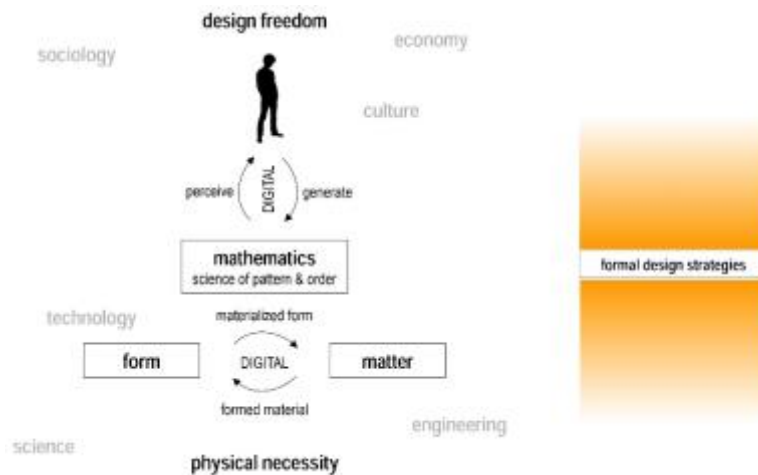 design freedom
economy
sociology
culture
perceive
DIGITAL
generate
mathematics
science of pattern & order
formal design strategies
technology
materialized form
form
DIGITAL
matter
formed material
engineering
science
physical necessity